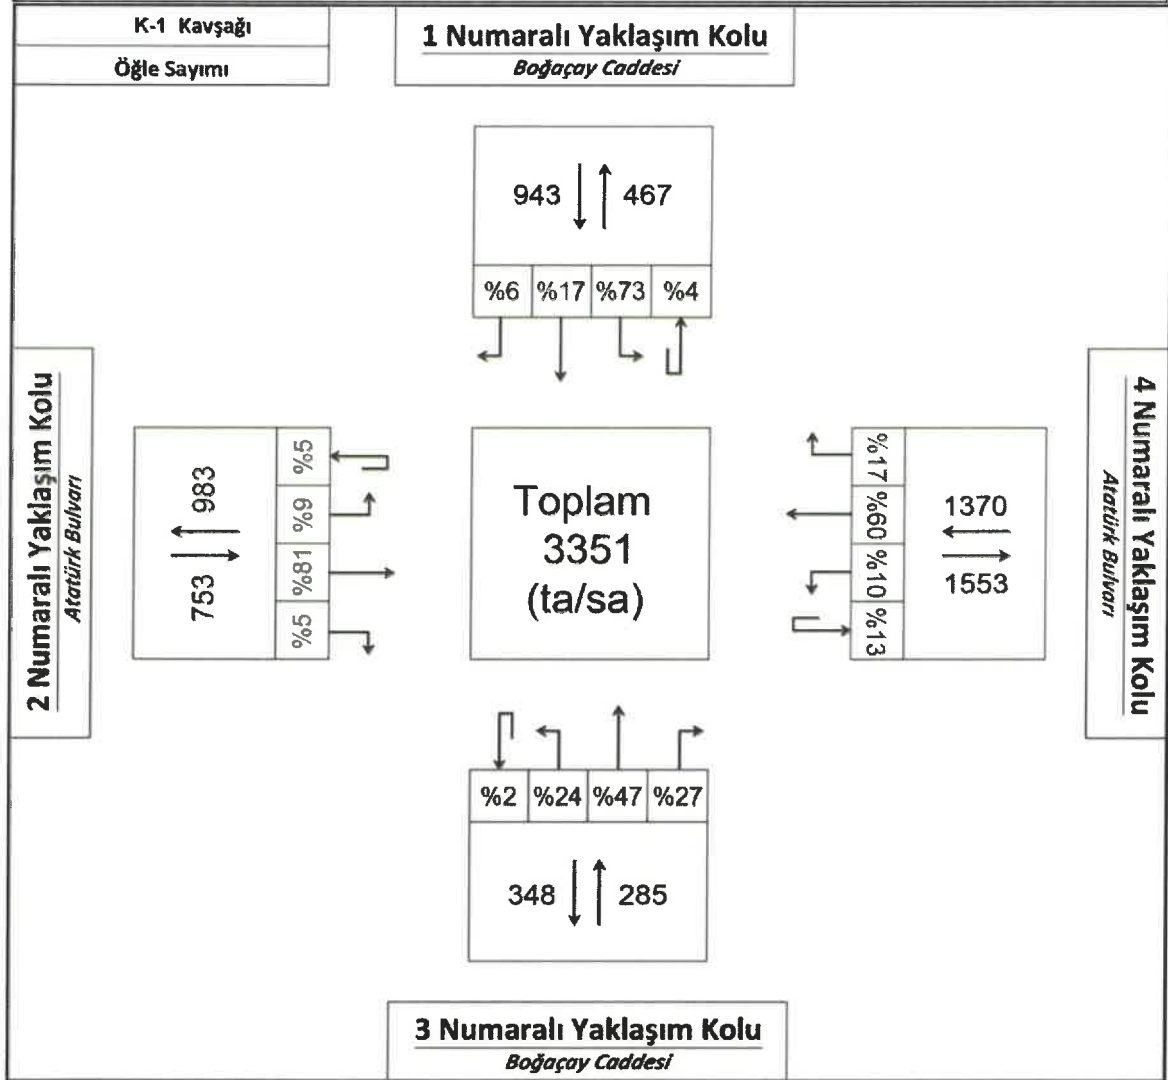 K-1 Kavşağı
Öğle Sayımı
1 Numaralı Yaklaşım Kolu
Boğaçay Caddesi
943 467
%6 %17 %73 %4
2 Numaralı Yaklaşım Kolu
Atatürk Bulvarı
983
753
%5
%9
%81
%5
Toplam
3351
(ta/sa)
%17
%60
%10
%13
1370
1553
4 Numaralı Yaklaşım Kolu
Atatürk Bulvarı
%2 %24 %47 %27
348 285
3 Numaralı Yaklaşım Kolu
Boğaçay Caddesi